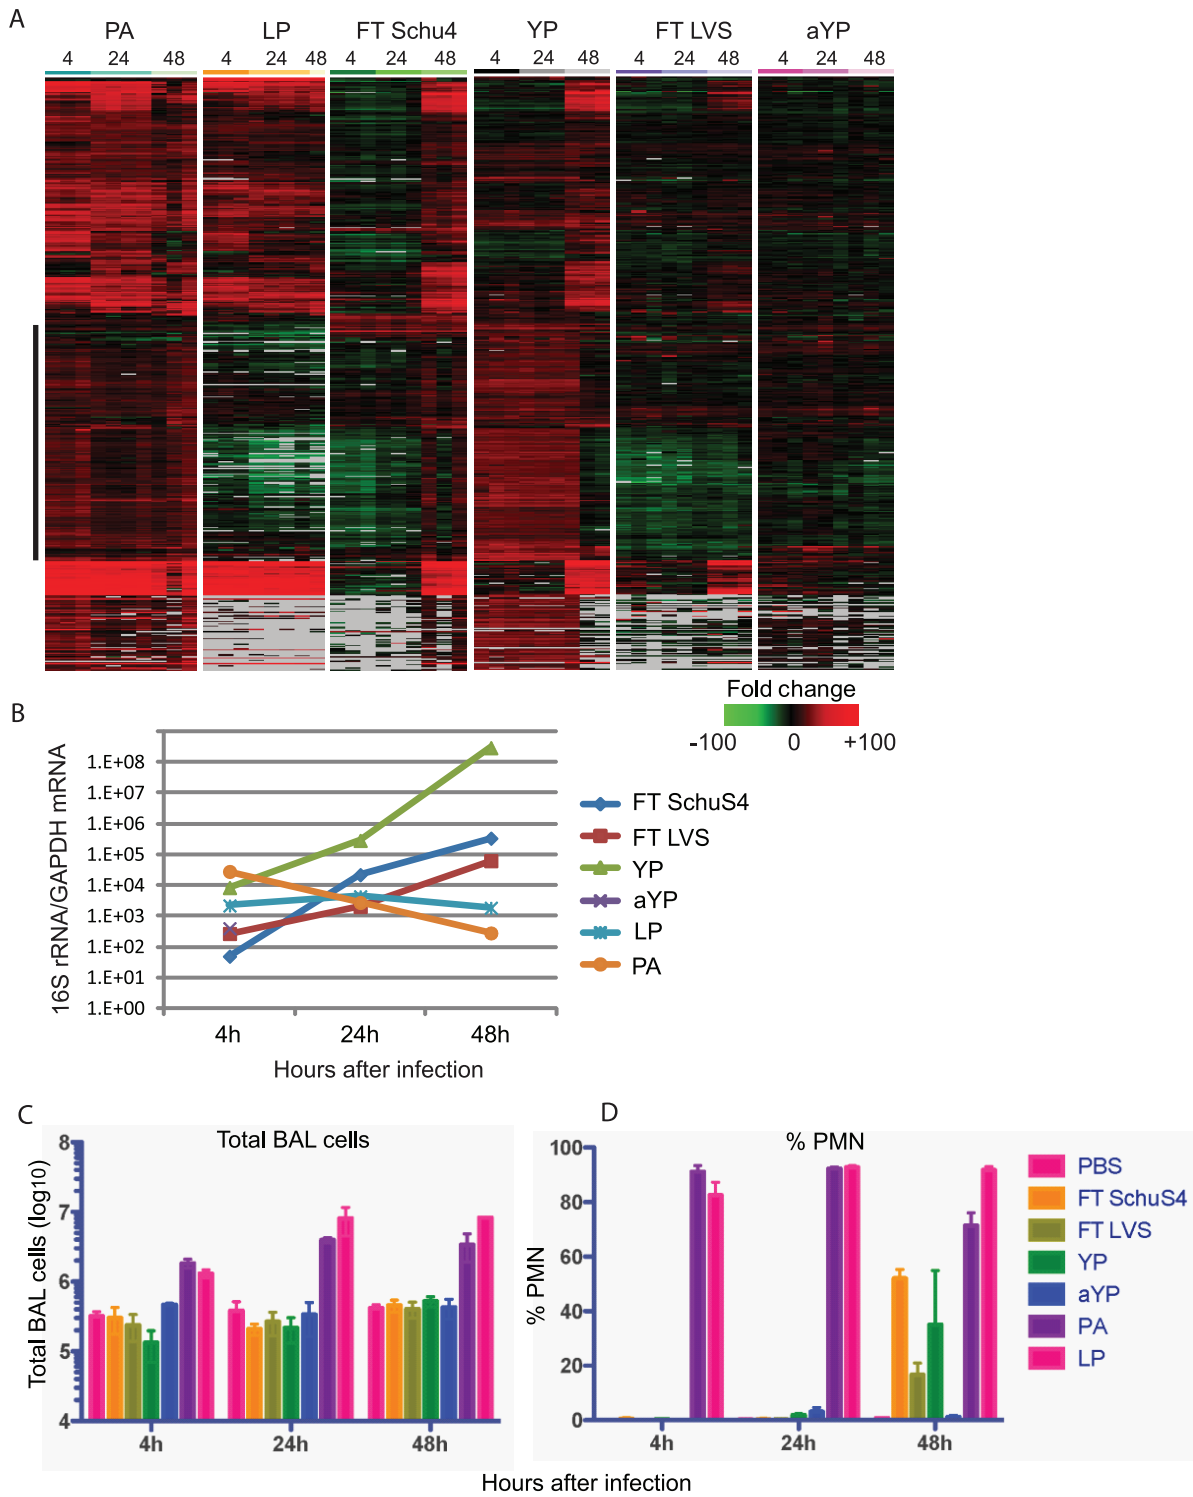 A
PA LP FT Schu4 YP FT LVS aYP
4 24 48 4 24 48 4 24 48 4 24 48 4 24 48 4 24 48
Fold change
-100 0 +100
B
16S rRNA/GAPDH mRNA
1.E+08
1.E+07
1.E+06
1.E+05
1.E+04
1.E+03
1.E+02
1.E+01
1.E+00
4h 24h 48h
Hours after infection
FT SchuS4
FT LVS
YP
aYP
LP
PA
C
Total BAL cells
Total BAL cells (log10)
8
7
6
5
4
4h 24h 48h
D
% PMN
% PMN
100
80
60
40
20
0
4h 24h 48h
PBS
FT SchuS4
FT LVS
YP
aYP
PA
LP
Hours after infection